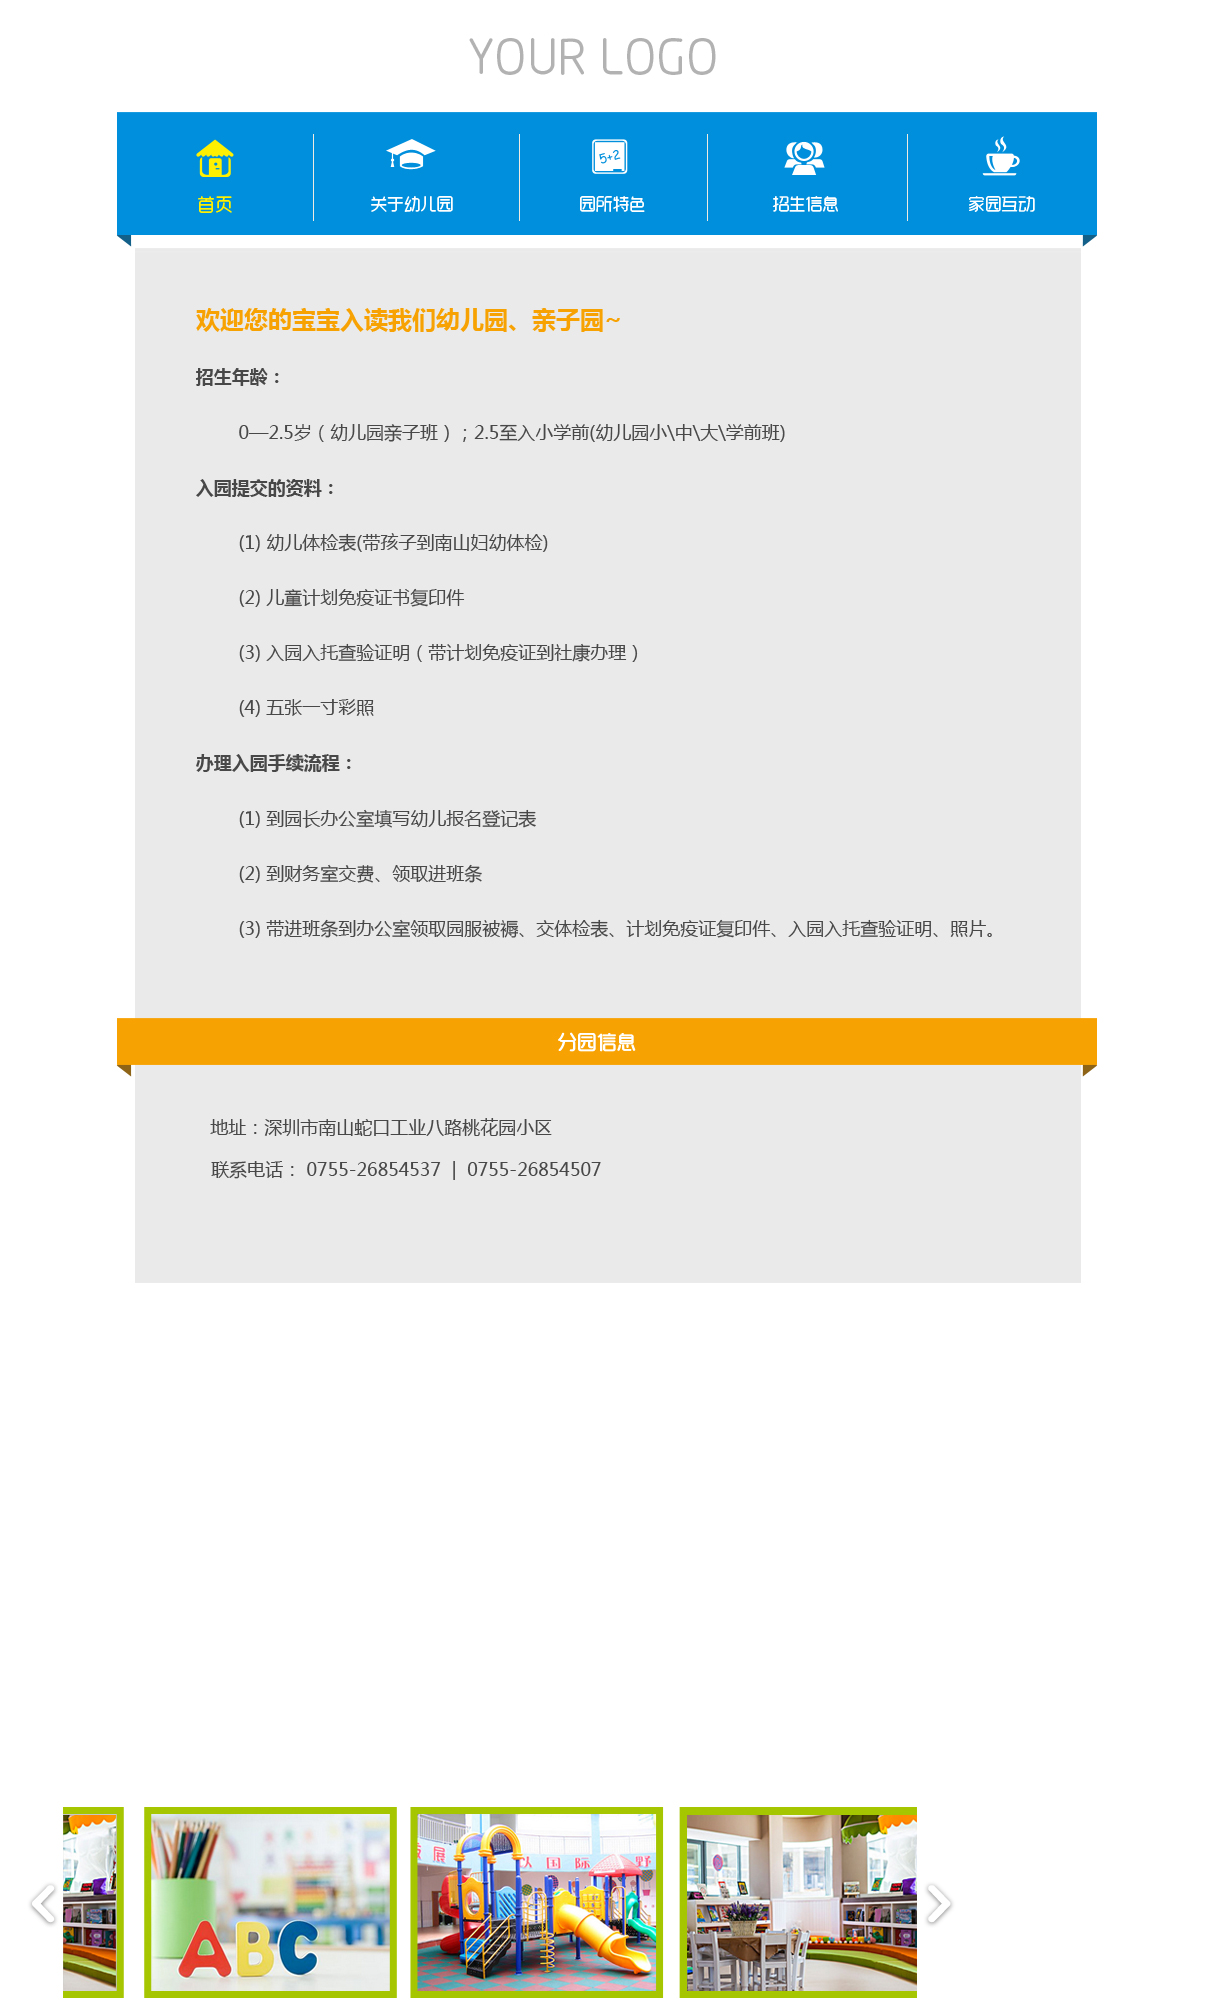 YOUR LOGO
5+2
首页
关于幼儿园
园所特色
招生信息
家园互动
欢迎您的宝宝入读我们幼儿园、亲子园~
招生年龄：
0—2.5岁（幼儿园亲子班）；2.5至入小学前(幼儿园小\中\大\学前班)
入园提交的资料：
(1) 幼儿体检表(带孩子到南山妇幼体检)
(2) 儿童计划免疫证书复印件
(3) 入园入托查验证明（带计划免疫证到社康办理）
(4) 五张一寸彩照
办理入园手续流程：
(1) 到园长办公室填写幼儿报名登记表
(2) 到财务室交费、领取进班条
(3) 带进班条到办公室领取园服被褥、交体检表、计划免疫证复印件、入园入托查验证明、照片。
分园信息
地址：深圳市南山蛇口工业八路桃花园小区
联系电话： 0755-26854537 | 0755-26854507
ABC
展 国际 野